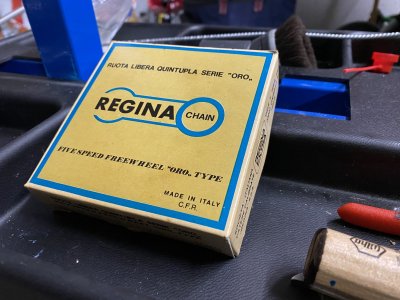 RUOTA LIBERA QUINTUPLA SERIE "ORO„
REGINA CHAIN
FIVE SPEED FREEWHEEL "ORO„ TYPE
MADE IN ITALY
C.F.R.